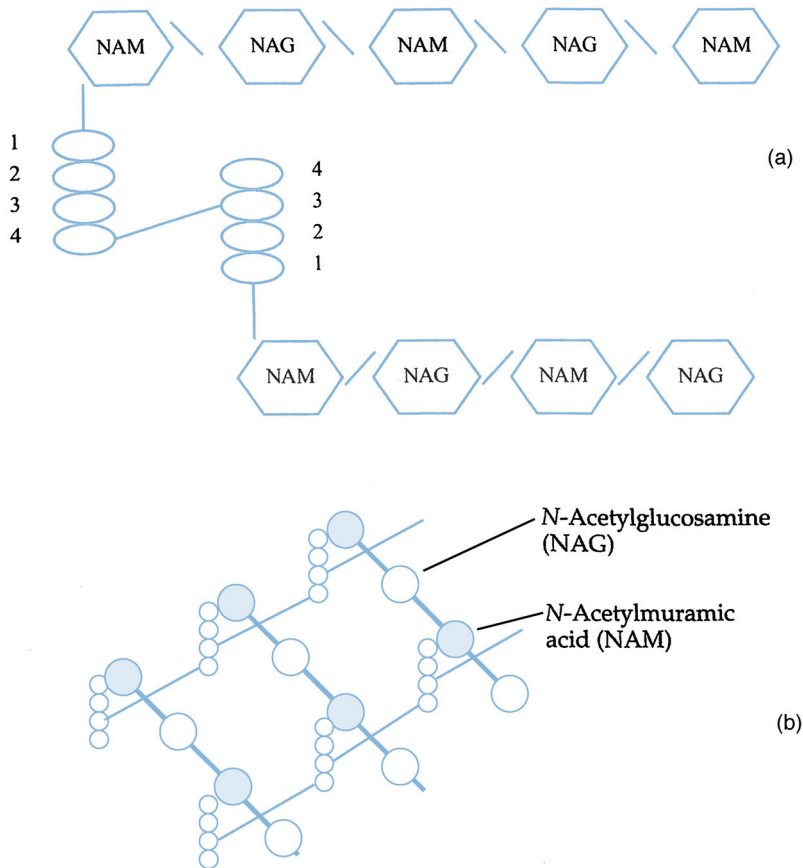 NAM NAG NAM NAG NAM
1
2
3
4
4
3
2
1
(a)
NAM NAG NAM NAG
N-Acetylglucosamine
(NAG)
N-Acetylmuramic
acid (NAM)
(b)